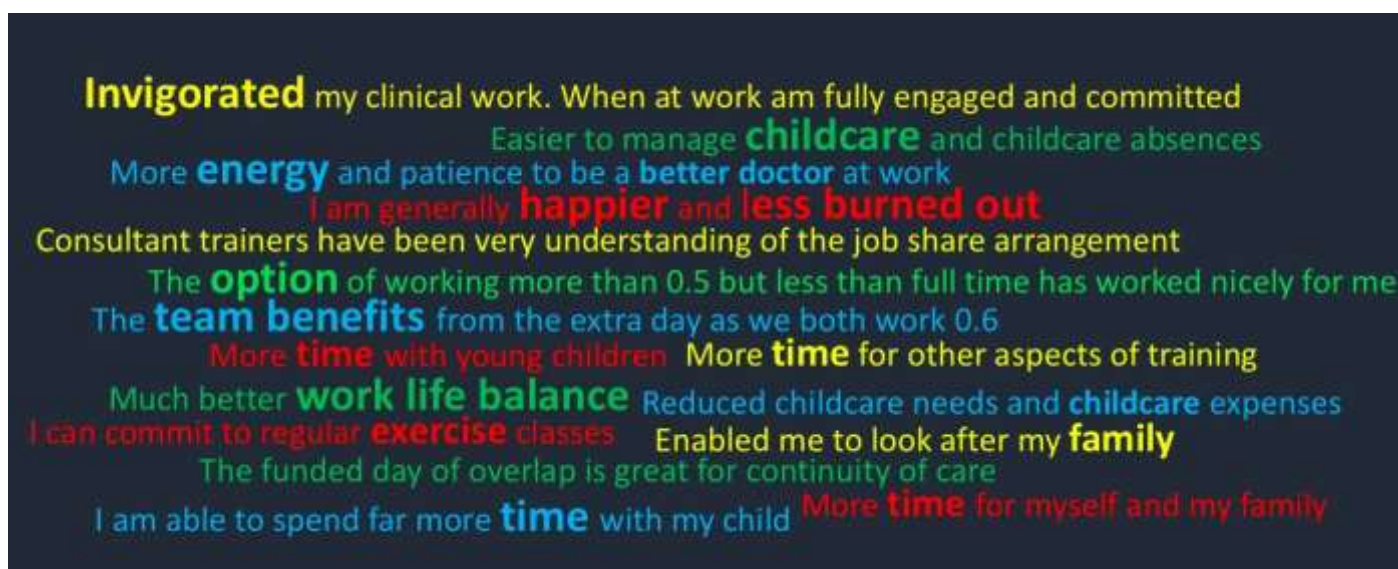 Invigorated my clinical work. When at work am fully engaged and committed
Easier to manage childcare and childcare absences
More energy and patience to be a better doctor at work
I am generally happier and less burned out
Consultant trainers have been very understanding of the job share arrangement
The option of working more than 0.5 but less than full time has worked nicely for me
The team benefits from the extra day as we both work 0.6
More time with young children
More time for other aspects of training
Much better work life balance
Reduced childcare needs and childcare expenses
I can commit to regular exercise classes
Enabled me to look after my family
The funded day of overlap is great for continuity of care
I am able to spend far more time with my child
More time for myself and my family